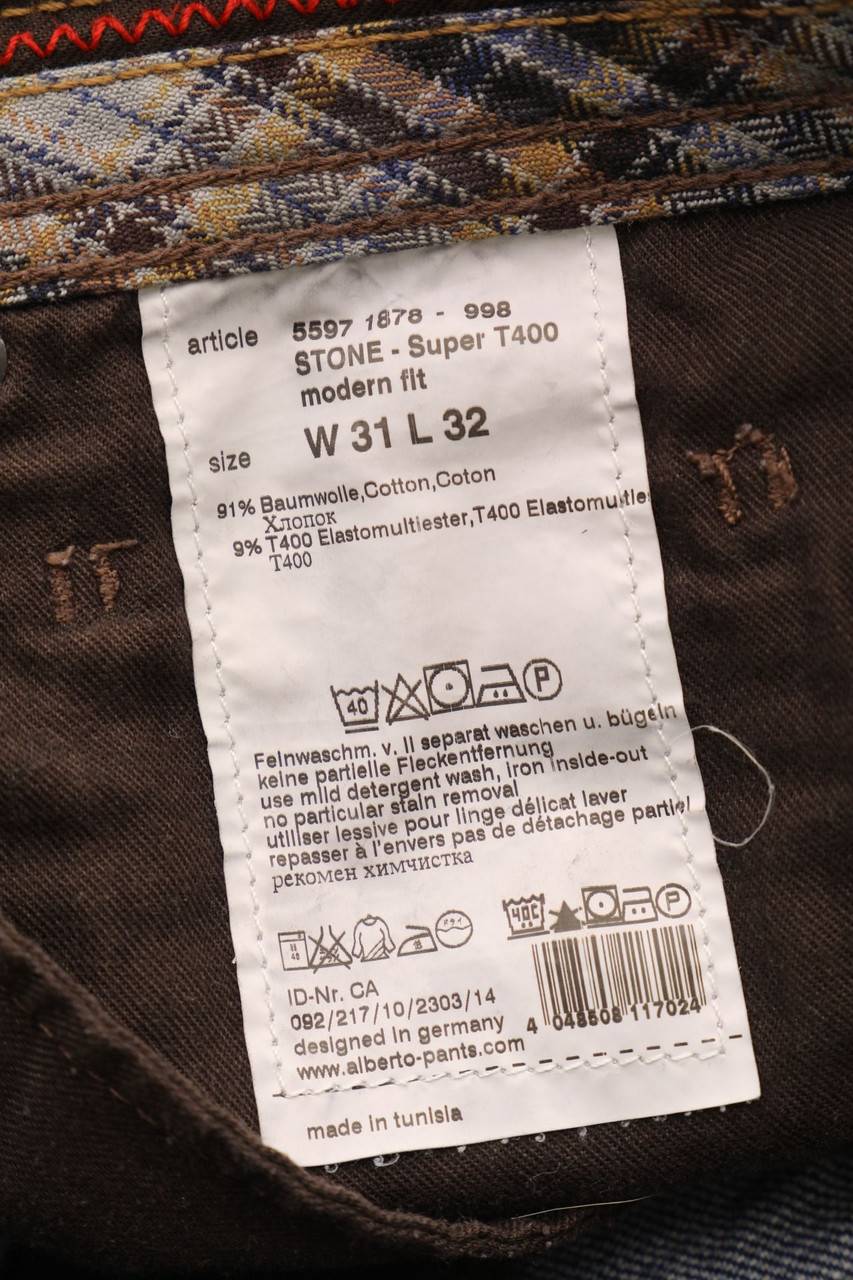 article 5597 1878 - 998
STONE - Super T400
modern fit
size W 31 L 32
91% Baumwolle,Cotton,Coton
Хлопок
9% T400 Elastomultiester,T400 Elastomultie
T400
40 P
Feinwaschm. v. ll separat waschen u. bügeln
keine partielle Fleckentfernung
use mild detergent wash, iron inside-out
no particular stain removal
utiliser lessive pour linge délicat laver
repasser à l'envers pas de détachage partiel
рекомен химчистка
40C P
ID-Nr. CA
092/217/10/2303/14
designed in germany
www.alberto-pants.com
4 048508 117024
made in tunisia